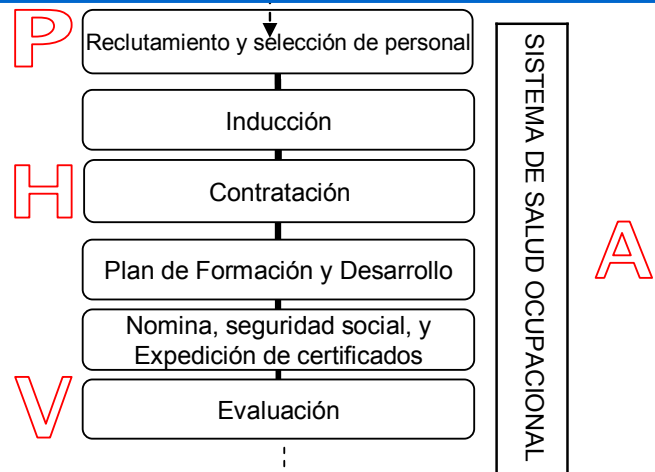 P
Reclutamiento y selección de personal
Inducción
H
Contratación
Plan de Formación y Desarrollo
Nomina, seguridad social, y
Expedición de certificados
V
Evaluación
SISTEMA DE SALUD OCUPACIONAL
A